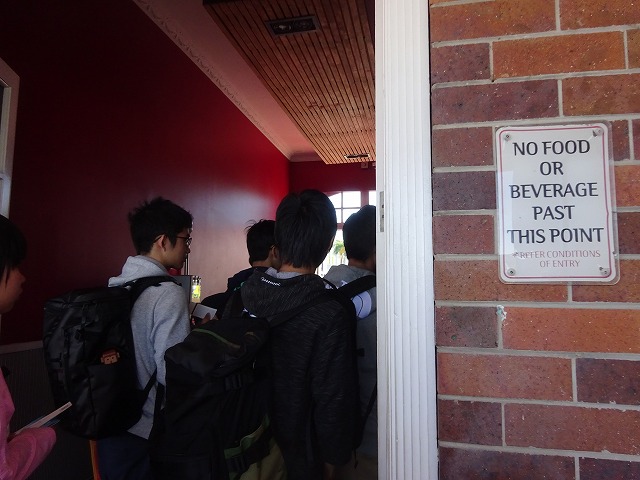 NO FOOD
OR
BEVERAGE
PAST
THIS POINT
*REFER CONDITIONS
OF ENTRY